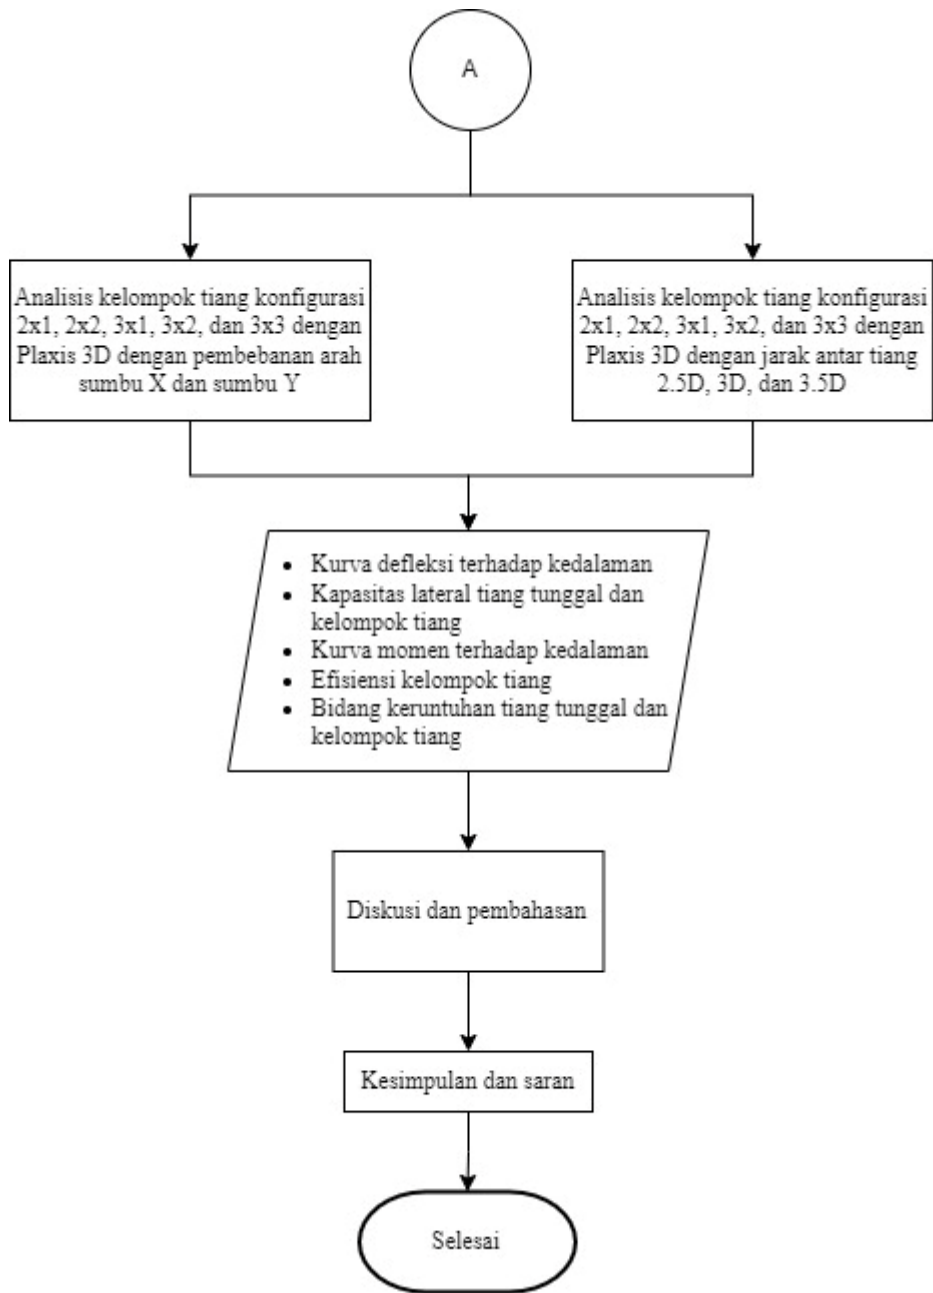 A
Analisis kelompok tiang konfigurasi
2x1, 2x2, 3x1, 3x2, dan 3x3 dengan
Plaxis 3D dengan pembebanan arah
sumbu X dan sumbu Y
Analisis kelompok tiang konfigurasi
2x1, 2x2, 3x1, 3x2, dan 3x3 dengan
Plaxis 3D dengan jarak antar tiang
2.5D, 3D, dan 3.5D
• Kurva defleksi terhadap kedalaman
• Kapasitas lateral tiang tunggal dan
kelompok tiang
• Kurva momen terhadap kedalaman
• Efisiensi kelompok tiang
• Bidang keruntuhan tiang tunggal dan
kelompok tiang
Diskusi dan pembahasan
Kesimpulan dan saran
Selesai